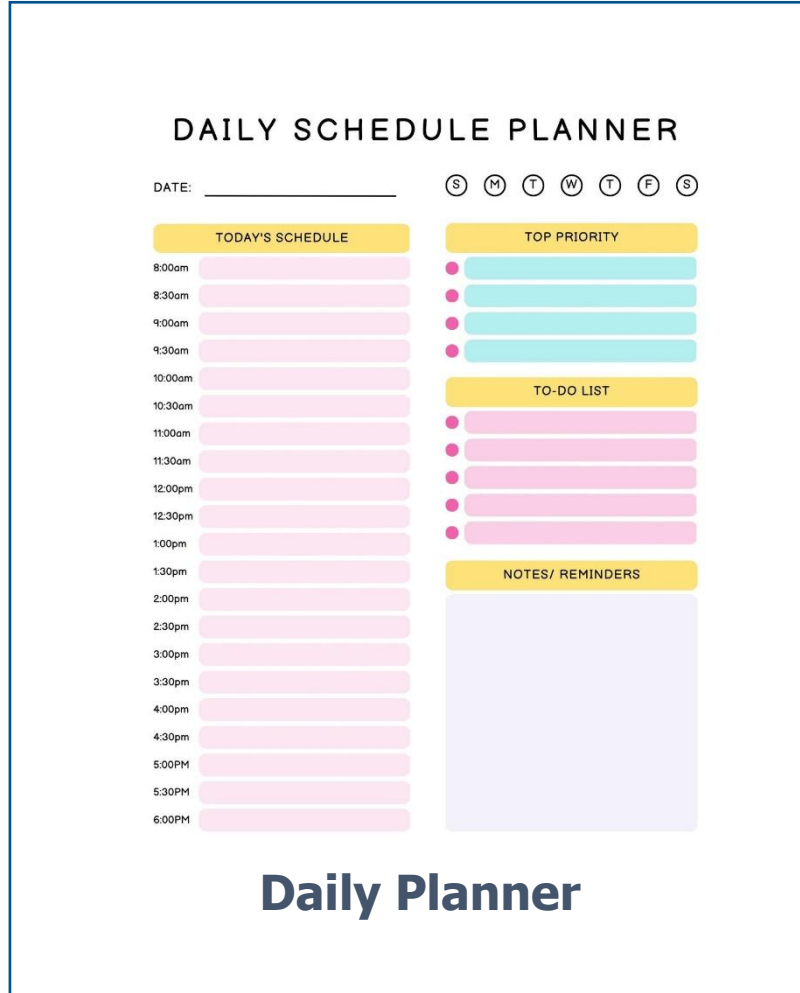 DAILY SCHEDULE PLANNER
DATE:
S M T W T F S
TODAY'S SCHEDULE
8:00am
8:30am
9:00am
9:30am
10:00am
10:30am
11:00am
11:30am
12:00pm
12:30pm
1:00pm
1:30pm
2:00pm
2:30pm
3:00pm
3:30pm
4:00pm
4:30pm
5:00PM
5:30PM
6:00PM
TOP PRIORITY
TO-DO LIST
NOTES/ REMINDERS
Daily Planner